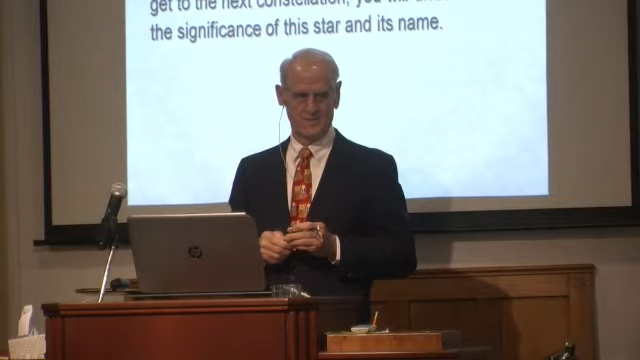 get to the next constellation, you will
the significance of this star and its name.
hp